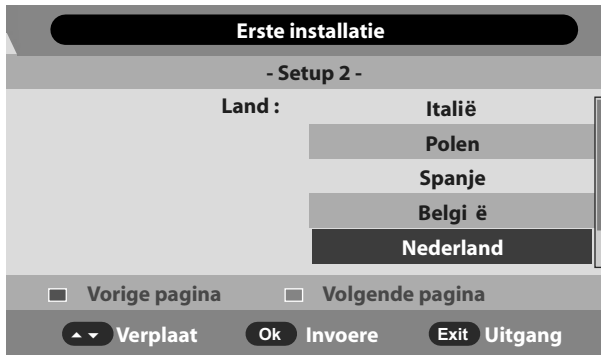 Erste installatie
- Setup 2 -
Land : Italië
Polen
Spanje
Belgi ë
Nederland
Vorige pagina Volgende pagina
Verplaat Ok Invoere Exit Uitgang